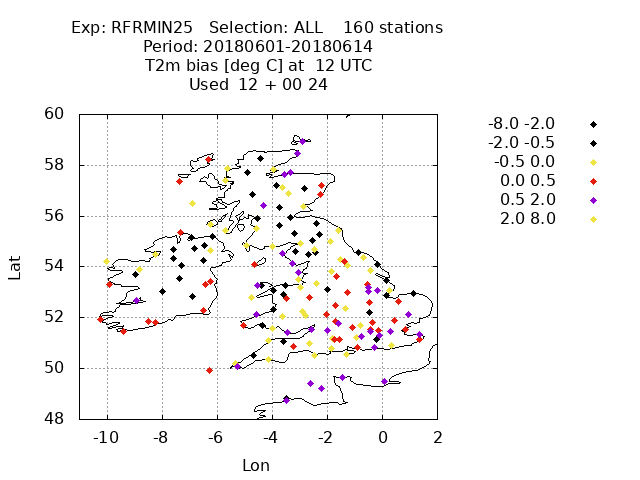 Exp: RFRMIN25 Selection: ALL 160 stations
Period: 20180601-20180614
T2m bias [deg C] at 12 UTC
Used 12 + 00 24
60
58
56
54
52
50
48
Lat
-10 -8 -6 -4 -2 0 2
Lon
-8.0 -2.0
-2.0 -0.5
-0.5 0.0
0.0 0.5
0.5 2.0
2.0 8.0